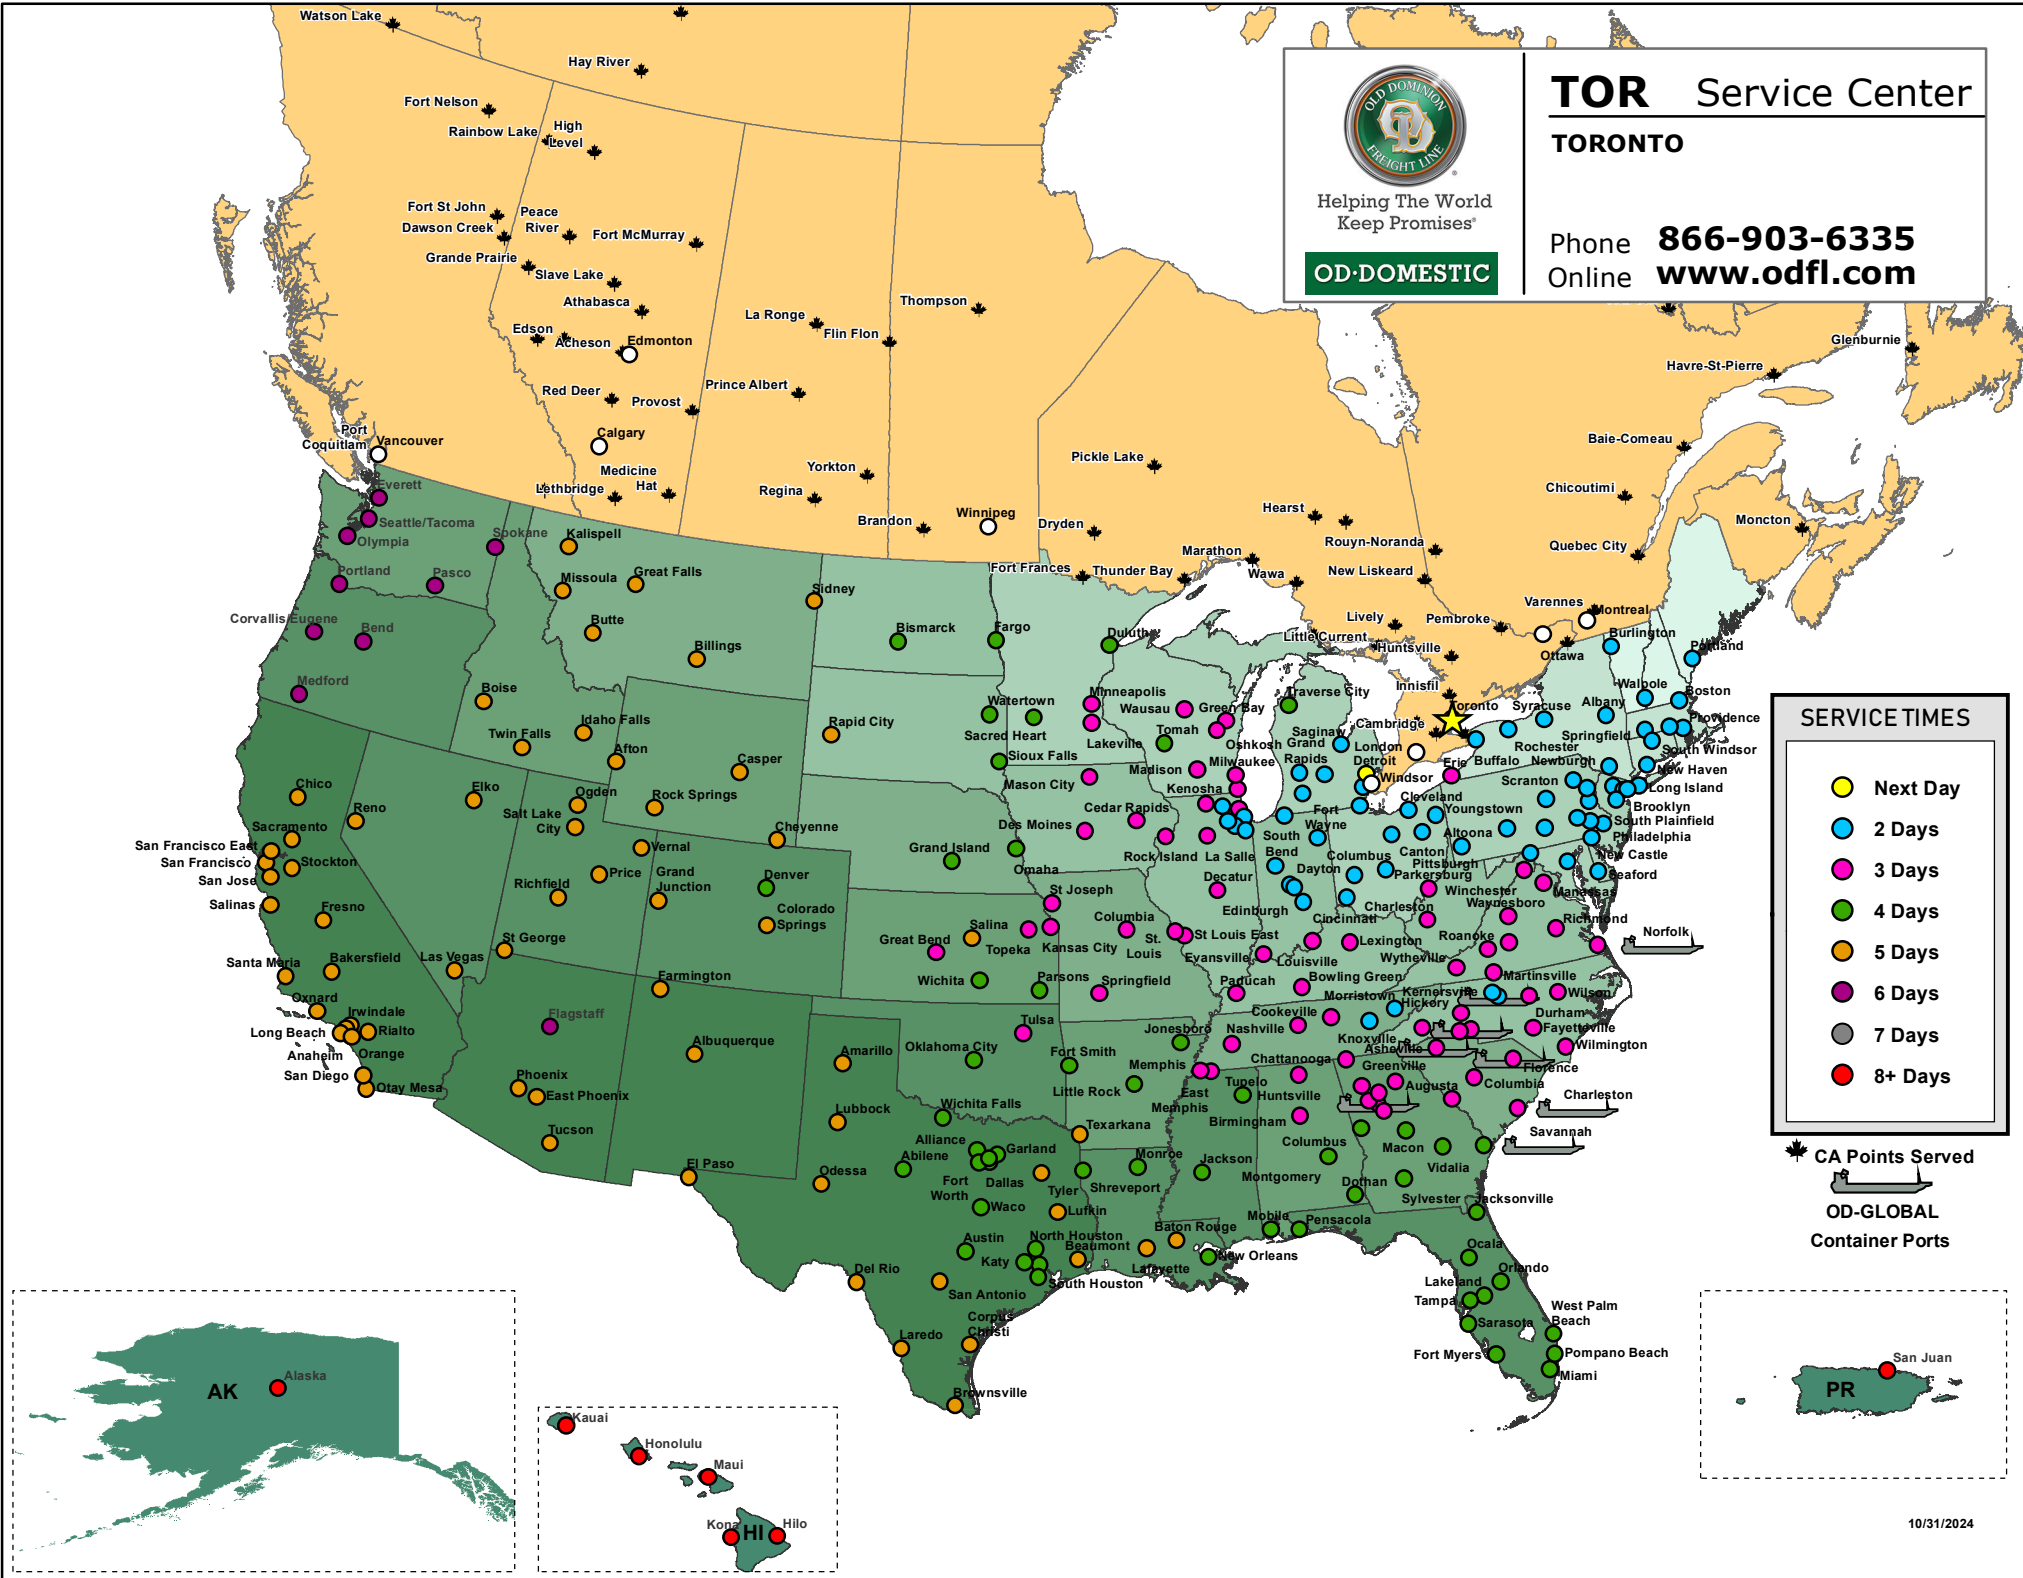 Watson Lake
Hay River
Fort Nelson
Rainbow Lake
High
Level
Fort St John
Dawson Creek
Peace
River
Fort McMurray
Grande Prairie
Slave Lake
Athabasca
Edson
Acheson
Edmonton
La Ronge
Flin Flon
Thompson
Red Deer
Provost
Prince Albert
Calgary
Port
Coquitlam
Vancouver
Medicine
Hat
Lethbridge
Yorkton
Regina
Brandon
Winnipeg
Dryden
Pickle Lake
Fort Frances
Thunder Bay
Marathon
Wawa
Hearst
Rouyn-Noranda
New Liskeard
Lively
Little Current
Pembroke
Huntsville
Innisfil
Toronto
Cambridge
London
Windsor
Varennes
Montreal
Ottawa
Quebec City
Chicoutimi
Baie-Comeau
Havre-St-Pierre
Glenburnie
Moncton
OLD DOMINION
FREIGHT LINE
Helping The World
Keep Promises®
OD·DOMESTIC
TOR Service Center
TORONTO
Phone 866-903-6335
Online www.odfl.com
Everett
Seattle/Tacoma
Olympia
Spokane
Portland
Pasco
Corvallis/Eugene
Bend
Medford
Kalispell
Missoula
Great Falls
Butte
Billings
Sidney
Boise
Idaho Falls
Twin Falls
Afton
Casper
Rock Springs
Cheyenne
Rapid City
Bismarck
Fargo
Duluth
Watertown
Sacred Heart
Sioux Falls
Minneapolis
Lakeville
Wausau
Green Bay
Tomah
Oshkosh
Madison
Milwaukee
Kenosha
Mason City
Cedar Rapids
Des Moines
Rock Island
La Salle
Decatur
Traverse City
Saginaw
Grand
Rapids
Detroit
Fort
Wayne
South
Bend
Chico
Reno
Elko
Ogden
Salt Lake
City
Sacramento
San Francisco East
San Francisco
Stockton
San Jose
Salinas
Fresno
Vernal
Price
Richfield
Grand
Junction
Denver
Colorado
Springs
St George
Las Vegas
Santa Maria
Bakersfield
Oxnard
Irwindale
Long Beach
Rialto
Anaheim
Orange
San Diego
Otay Mesa
Flagstaff
Phoenix
East Phoenix
Tucson
Farmington
Albuquerque
El Paso
Grand Island
Omaha
St Joseph
Salina
Great Bend
Topeka
Kansas City
Wichita
Parsons
Columbia
St.
Louis
St Louis East
Springfield
Tulsa
Oklahoma City
Fort Smith
Little Rock
Jonesboro
Memphis
East
Memphis
Tupelo
Amarillo
Lubbock
Wichita Falls
Alliance
Garland
Abilene
Fort
Worth
Dallas
Tyler
Odessa
Waco
Lufkin
Texarkana
Shreveport
Monroe
Jackson
Austin
North Houston
Beaumont
Katy
South Houston
San Antonio
Del Rio
Laredo
Corpus
Christi
Brownsville
Baton Rouge
Lafayette
New Orleans
Mobile
Pensacola
Burlington
Portland
Walpole
Boston
Albany
Providence
Springfield
South Windsor
Syracuse
Rochester
Buffalo
Newburgh
New Haven
Long Island
Scranton
Brooklyn
South Plainfield
Philadelphia
New Castle
Seaford
Erie
Cleveland
Youngstown
Altoona
Canton
Pittsburgh
Columbus
Dayton
Parkersburg
Winchester
Manassas
Waynesboro
Charleston
Richmond
Norfolk
Roanoke
Wytheville
Martinsville
Edinburgh
Cincinnati
Lexington
Louisville
Evansville
Bowling Green
Paducah
Kernersville
Wilson
Morristown
Hickory
Durham
Fayetteville
Cookeville
Nashville
Knoxville
Asheville
Wilmington
Chattanooga
Greenville
Florence
Huntsville
Augusta
Columbia
Birmingham
Charleston
Savannah
Columbus
Macon
Vidalia
Montgomery
Dothan
Sylvester
Jacksonville
Ocala
Orlando
Lakeland
Tampa
Sarasota
West Palm
Beach
Fort Myers
Pompano Beach
Miami
SERVICE TIMES
Next Day
2 Days
3 Days
4 Days
5 Days
6 Days
7 Days
8+ Days
CA Points Served
OD-GLOBAL
Container Ports
AK
Alaska
Kauai
Honolulu
Maui
Kona
HI
Hilo
San Juan
PR
10/31/2024